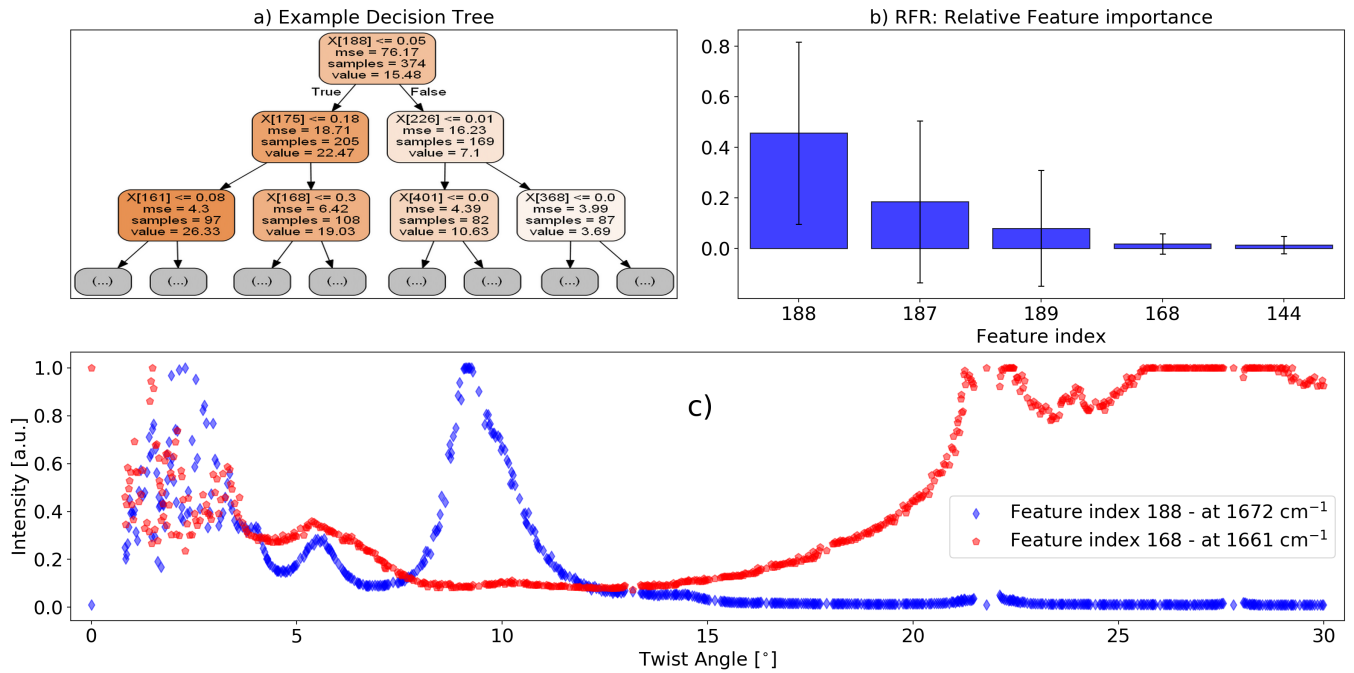 a) Example Decision Tree
X[188] <= 0.05
mse = 76.17
samples = 374
value = 15.48
True
False
X[175] <= 0.18
mse = 18.71
samples = 205
value = 22.47
X[226] <= 0.01
mse = 16.23
samples = 169
value = 7.1
X[161] <= 0.08
mse = 4.3
samples = 97
value = 26.33
X[168] <= 0.3
mse = 6.42
samples = 108
value = 19.03
X[401] <= 0.0
mse = 4.39
samples = 82
value = 10.63
X[368] <= 0.0
mse = 3.99
samples = 87
value = 3.69
(...)
(...)
(...)
(...)
(...)
(...)
(...)
(...)
b) RFR: Relative Feature importance
0.8
0.6
0.4
0.2
0.0
188 187 189 168 144
Feature index
c)
Intensity [a.u.]
1.0
0.8
0.6
0.4
0.2
0.0
Feature index 188 - at 1672 cm⁻¹
Feature index 168 - at 1661 cm⁻¹
0 5 10 15 20 25 30
Twist Angle [°]